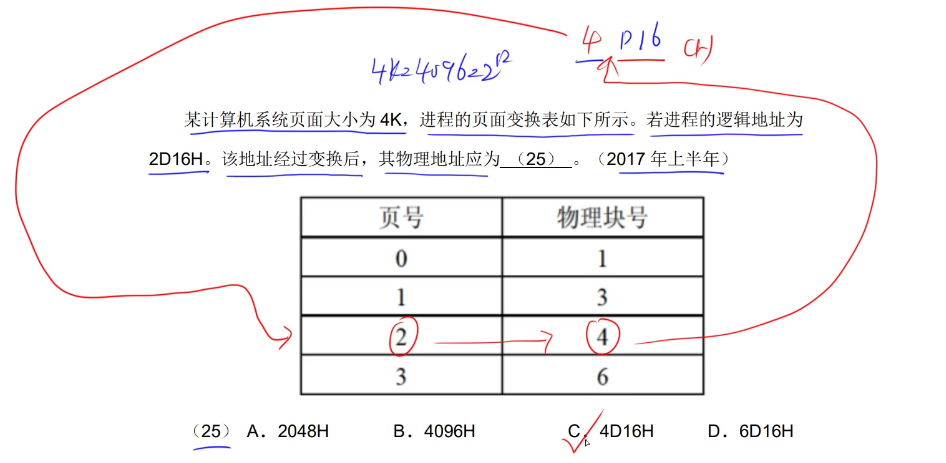 4 D16 (H)
4K=4096=2^12
某计算机系统页面大小为 4K，进程的页面变换表如下所示。若进程的逻辑地址为
2D16H。该地址经过变换后，其物理地址应为 （25） 。（2017 年上半年）
页号 物理块号
0 1
1 3
2 4
3 6
（25） A．2048H B．4096H C．4D16H D．6D16H